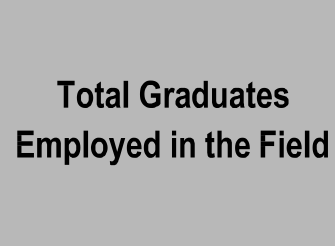 Total Graduates
Employed in the Field